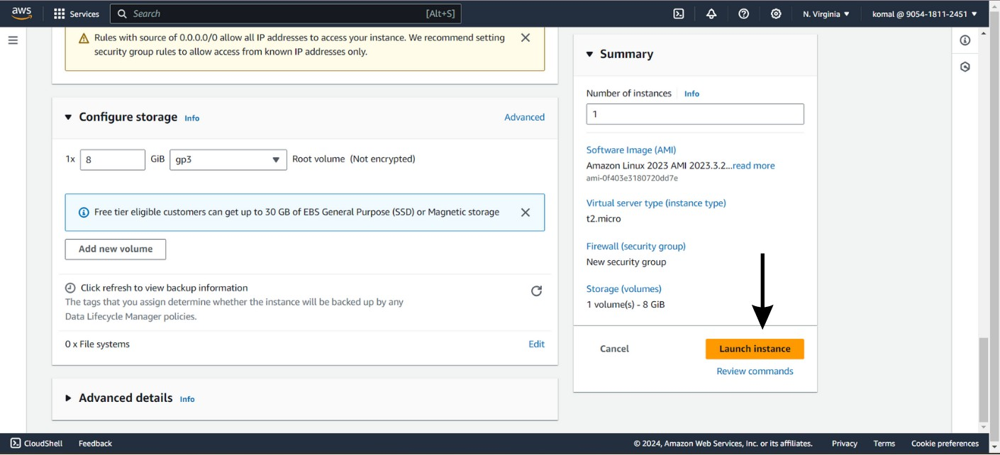 aws
Services
Search
[Alt+S]
N. Virginia
komal @ 9054-1811-2451
Rules with source of 0.0.0.0/0 allow all IP addresses to access your instance. We recommend setting
security group rules to allow access from known IP addresses only.
Configure storage Info
Advanced
1x 8 GiB gp3 Root volume (Not encrypted)
Free tier eligible customers can get up to 30 GB of EBS General Purpose (SSD) or Magnetic storage
Add new volume
Click refresh to view backup information
The tags that you assign determine whether the instance will be backed up by any
Data Lifecycle Manager policies.
0 x File systems
Edit
Advanced details Info
Summary
Number of instances Info
1
Software Image (AMI)
Amazon Linux 2023 AMI 2023.3.2...read more
ami-0f403e3180720dd7e
Virtual server type (instance type)
t2.micro
Firewall (security group)
New security group
Storage (volumes)
1 volume(s) - 8 GiB
Cancel
Launch instance
Review commands
CloudShell
Feedback
© 2024, Amazon Web Services, Inc. or its affiliates.
Privacy
Terms
Cookie preferences